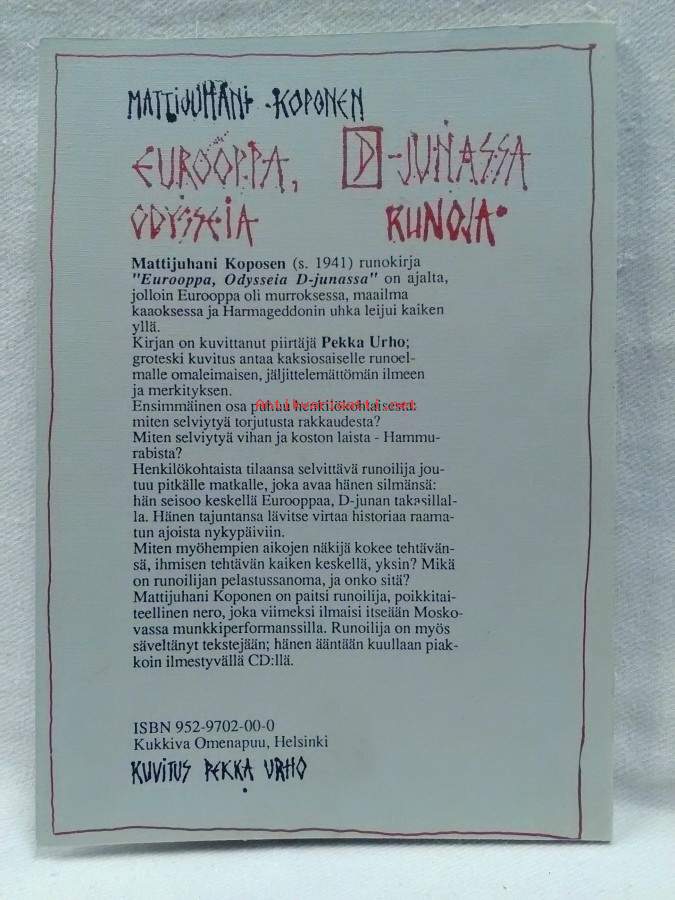 MATTIJUHANI KOPONEN
EUROOPPA, D-JUNASSA
ODYSSEIA RUNOJA
Mattijuhani Koposen (s. 1941) runokirja
"Eurooppa, Odysseia D-junassa" on ajalta,
jolloin Eurooppa oli murroksessa, maailma
kaaoksessa ja Harmageddonin uhka leijui kaiken
yllä.
Kirjan on kuvittanut piirtäjä Pekka Urho;
groteski kuvitus antaa kaksiosaiselle runoel-
malle omaleimaisen, jäljittelemättömän ilmeen
ja merkityksen.
Antikvariaatti.net
Ensimmäinen osa puhuu henkilökohtaisesta:
miten selviytyä torjutusta rakkaudesta?
Miten selviytyä vihan ja koston laista - Hammu-
rabista?
Henkilökohtaista tilaansa selvittävä runoilija jou-
tuu pitkälle matkalle, joka avaa hänen silmänsä:
hän seisoo keskellä Eurooppaa, D-junan takasillal-
la. Hänen tajuntansa lävitse virtaa historiaa raama-
tun ajoista nykypäiviin.
Miten myöhempien aikojen näkijä kokee tehtävän-
sä, ihmisen tehtävän kaiken keskellä, yksin? Mikä
on runoilijan pelastussanoma, ja onko sitä?
Mattijuhani Koponen on paitsi runoilija, poikkitai-
teellinen nero, joka viimeksi ilmaisi itseään Mosko-
vassa munkkiperformanssilla. Runoilija on myös
säveltänyt tekstejään; hänen ääntään kuullaan piak-
koin ilmestyvällä CD:llä.
ISBN 952-9702-00-0
Kukkiva Omenapuu, Helsinki
KUVITUS PEKKA URHO